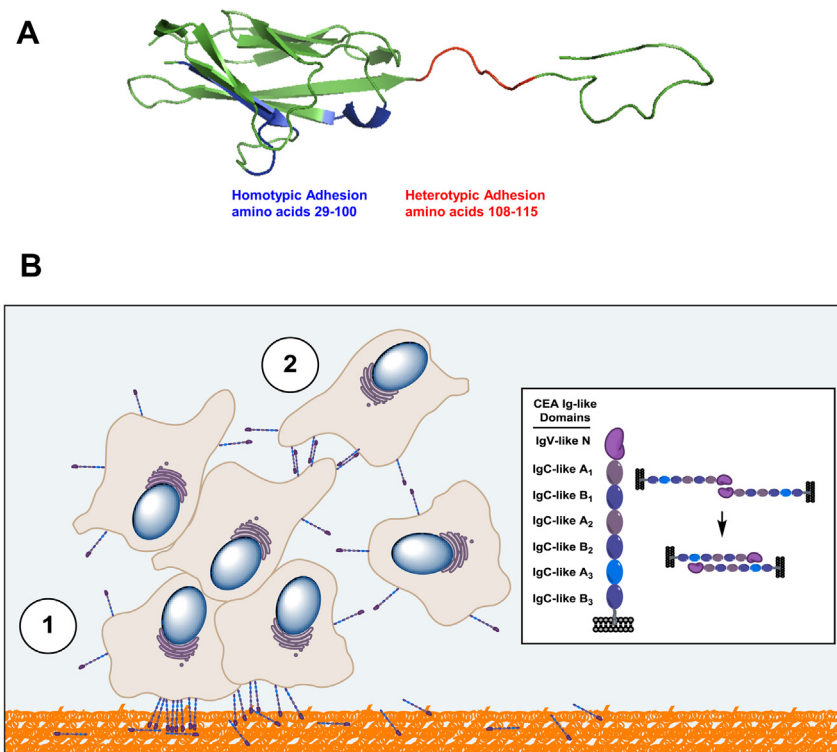 A
Homotypic Adhesion
amino acids 29-100
Heterotypic Adhesion
amino acids 108-115
B
2
1
CEA Ig-like
Domains
IgV-like N
IgC-like A₁
IgC-like B₁
IgC-like A₂
IgC-like B₂
IgC-like A₃
IgC-like B₃